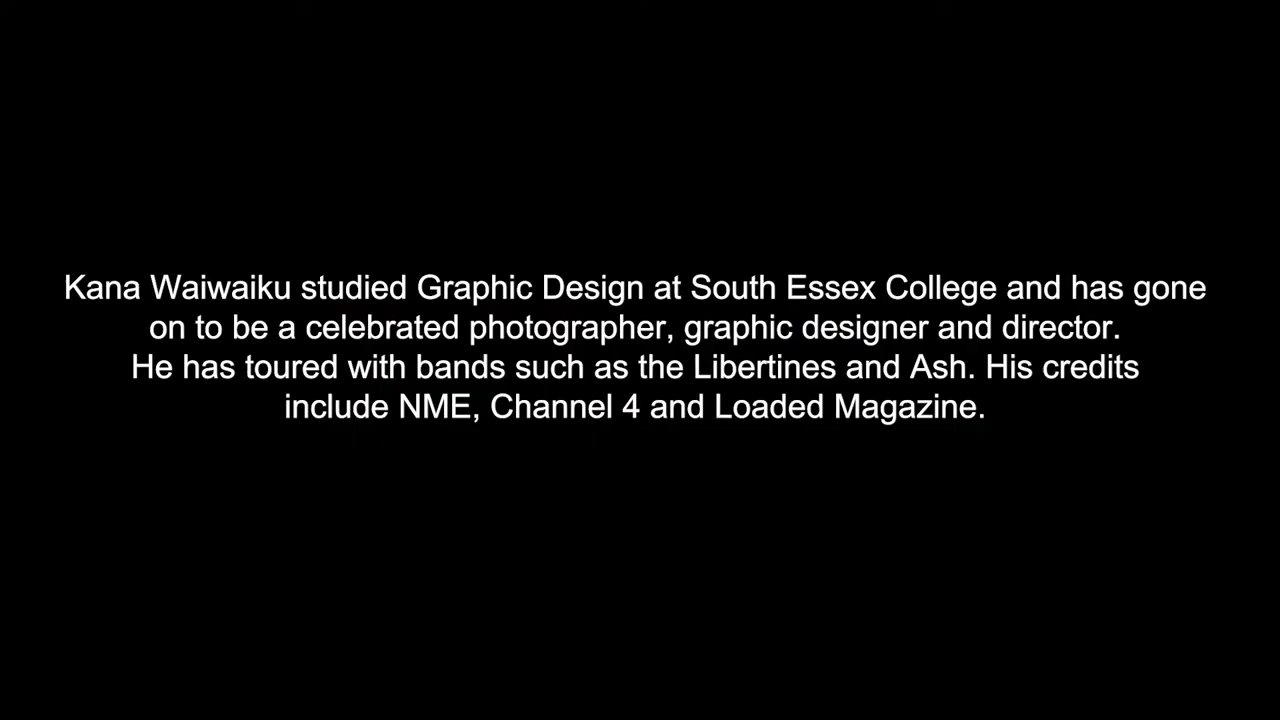 Kana Waiwaiku studied Graphic Design at South Essex College and has gone
on to be a celebrated photographer, graphic designer and director.
He has toured with bands such as the Libertines and Ash. His credits
include NME, Channel 4 and Loaded Magazine.